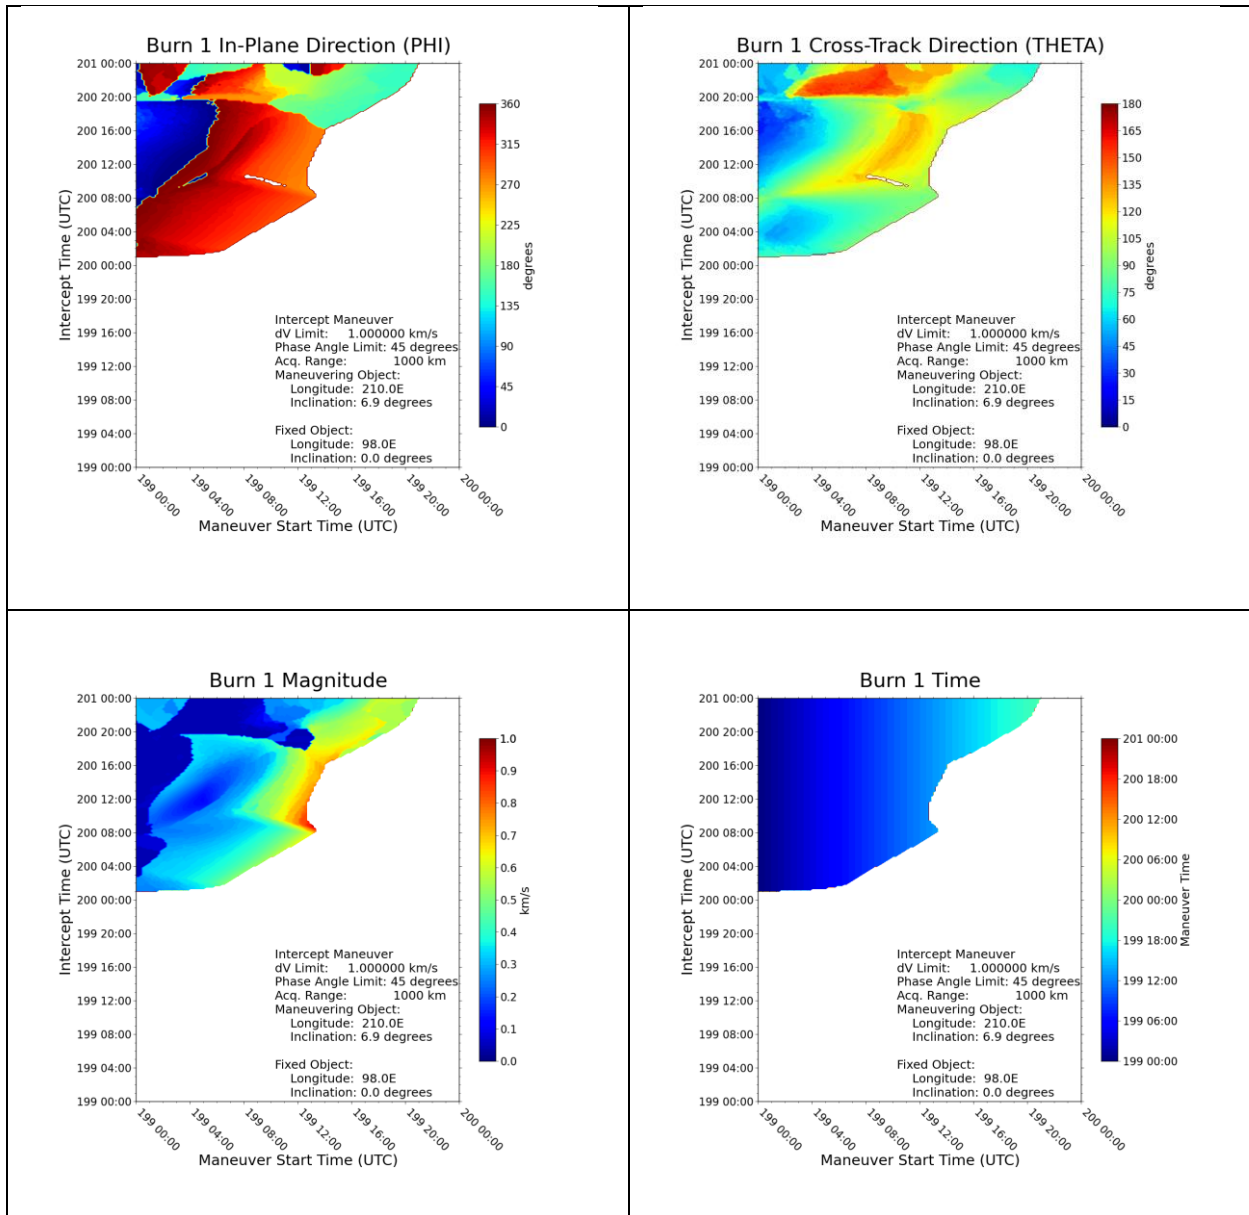 Burn 1 In-Plane Direction (PHI)
Intercept Time (UTC)
201 00:00
200 20:00
200 16:00
200 12:00
200 08:00
200 04:00
200 00:00
199 20:00
199 16:00
199 12:00
199 08:00
199 04:00
199 00:00
Intercept Maneuver
dV Limit: 1.000000 km/s
Phase Angle Limit: 45 degrees
Acq. Range: 1000 km
Maneuvering Object:
Longitude: 210.0E
Inclination: 6.9 degrees
Fixed Object:
Longitude: 98.0E
Inclination: 0.0 degrees
199 00:00
199 04:00
199 08:00
199 12:00
199 16:00
199 20:00
200 00:00
Maneuver Start Time (UTC)
360
315
270
225
180
135
90
45
0
degrees
Burn 1 Cross-Track Direction (THETA)
Intercept Time (UTC)
201 00:00
200 20:00
200 16:00
200 12:00
200 08:00
200 04:00
200 00:00
199 20:00
199 16:00
199 12:00
199 08:00
199 04:00
199 00:00
Intercept Maneuver
dV Limit: 1.000000 km/s
Phase Angle Limit: 45 degrees
Acq. Range: 1000 km
Maneuvering Object:
Longitude: 210.0E
Inclination: 6.9 degrees
Fixed Object:
Longitude: 98.0E
Inclination: 0.0 degrees
199 00:00
199 04:00
199 08:00
199 12:00
199 16:00
199 20:00
200 00:00
Maneuver Start Time (UTC)
180
165
150
135
120
105
90
75
60
45
30
15
0
degrees
Burn 1 Magnitude
Intercept Time (UTC)
201 00:00
200 20:00
200 16:00
200 12:00
200 08:00
200 04:00
200 00:00
199 20:00
199 16:00
199 12:00
199 08:00
199 04:00
199 00:00
Intercept Maneuver
dV Limit: 1.000000 km/s
Phase Angle Limit: 45 degrees
Acq. Range: 1000 km
Maneuvering Object:
Longitude: 210.0E
Inclination: 6.9 degrees
Fixed Object:
Longitude: 98.0E
Inclination: 0.0 degrees
199 00:00
199 04:00
199 08:00
199 12:00
199 16:00
199 20:00
200 00:00
Maneuver Start Time (UTC)
1.0
0.9
0.8
0.7
0.6
0.5
0.4
0.3
0.2
0.1
0.0
km/s
Burn 1 Time
Intercept Time (UTC)
201 00:00
200 20:00
200 16:00
200 12:00
200 08:00
200 04:00
200 00:00
199 20:00
199 16:00
199 12:00
199 08:00
199 04:00
199 00:00
Intercept Maneuver
dV Limit: 1.000000 km/s
Phase Angle Limit: 45 degrees
Acq. Range: 1000 km
Maneuvering Object:
Longitude: 210.0E
Inclination: 6.9 degrees
Fixed Object:
Longitude: 98.0E
Inclination: 0.0 degrees
199 00:00
199 04:00
199 08:00
199 12:00
199 16:00
199 20:00
200 00:00
Maneuver Start Time (UTC)
201 00:00
200 18:00
200 12:00
200 06:00
200 00:00
199 18:00
199 12:00
199 06:00
199 00:00
Maneuver Time